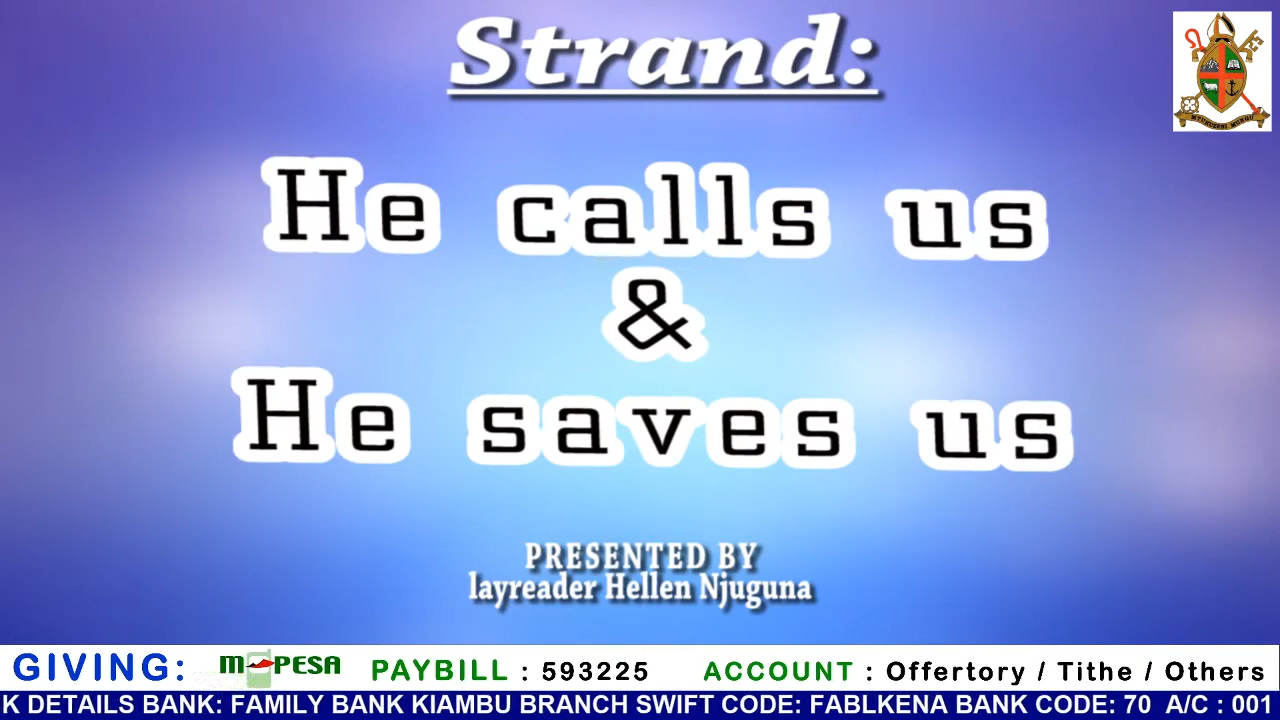 Strand:
He calls us
&
He saves us
PRESENTED BY
layreader Hellen Njuguna
GIVING: M-PESA PAYBILL : 593225 ACCOUNT : Offertory / Tithe / Others
K DETAILS BANK: FAMILY BANK KIAMBU BRANCH SWIFT CODE: FABLKENA BANK CODE: 70 A/C : 001